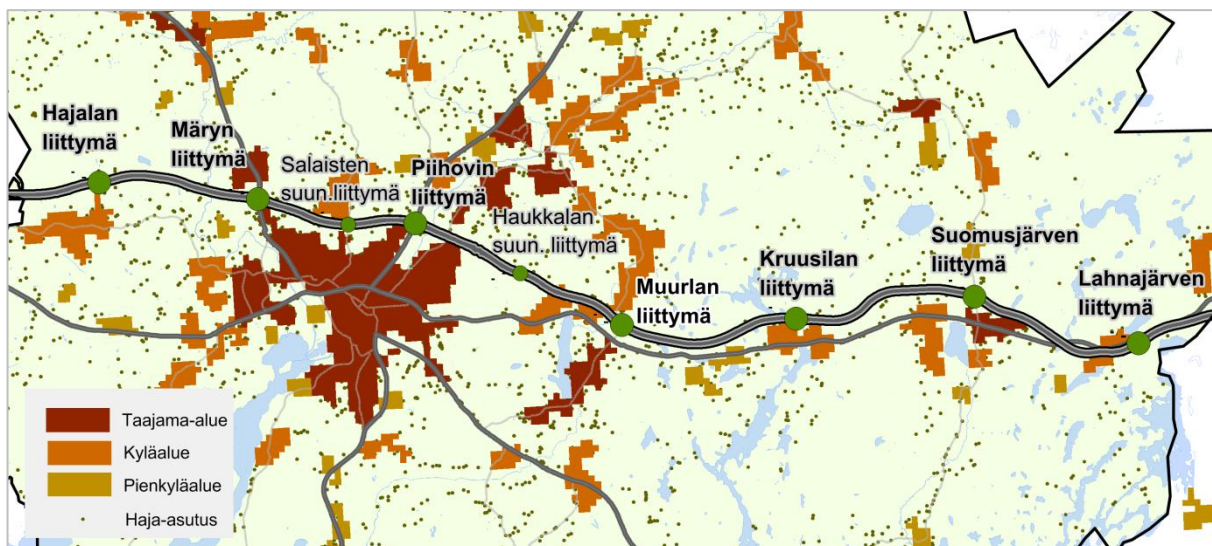 Hajalan
liittymä
Märyn
liittymä
Salaisten
suun.liittymä
Piihovin
liittymä
Haukkalan
suun..liittymä
Muurlan
liittymä
Kruusilan
liittymä
Suomusjärven
liittymä
Lahnajärven
liittymä
Taajama-alue
Kyläalue
Pienkyläalue
Haja-asutus